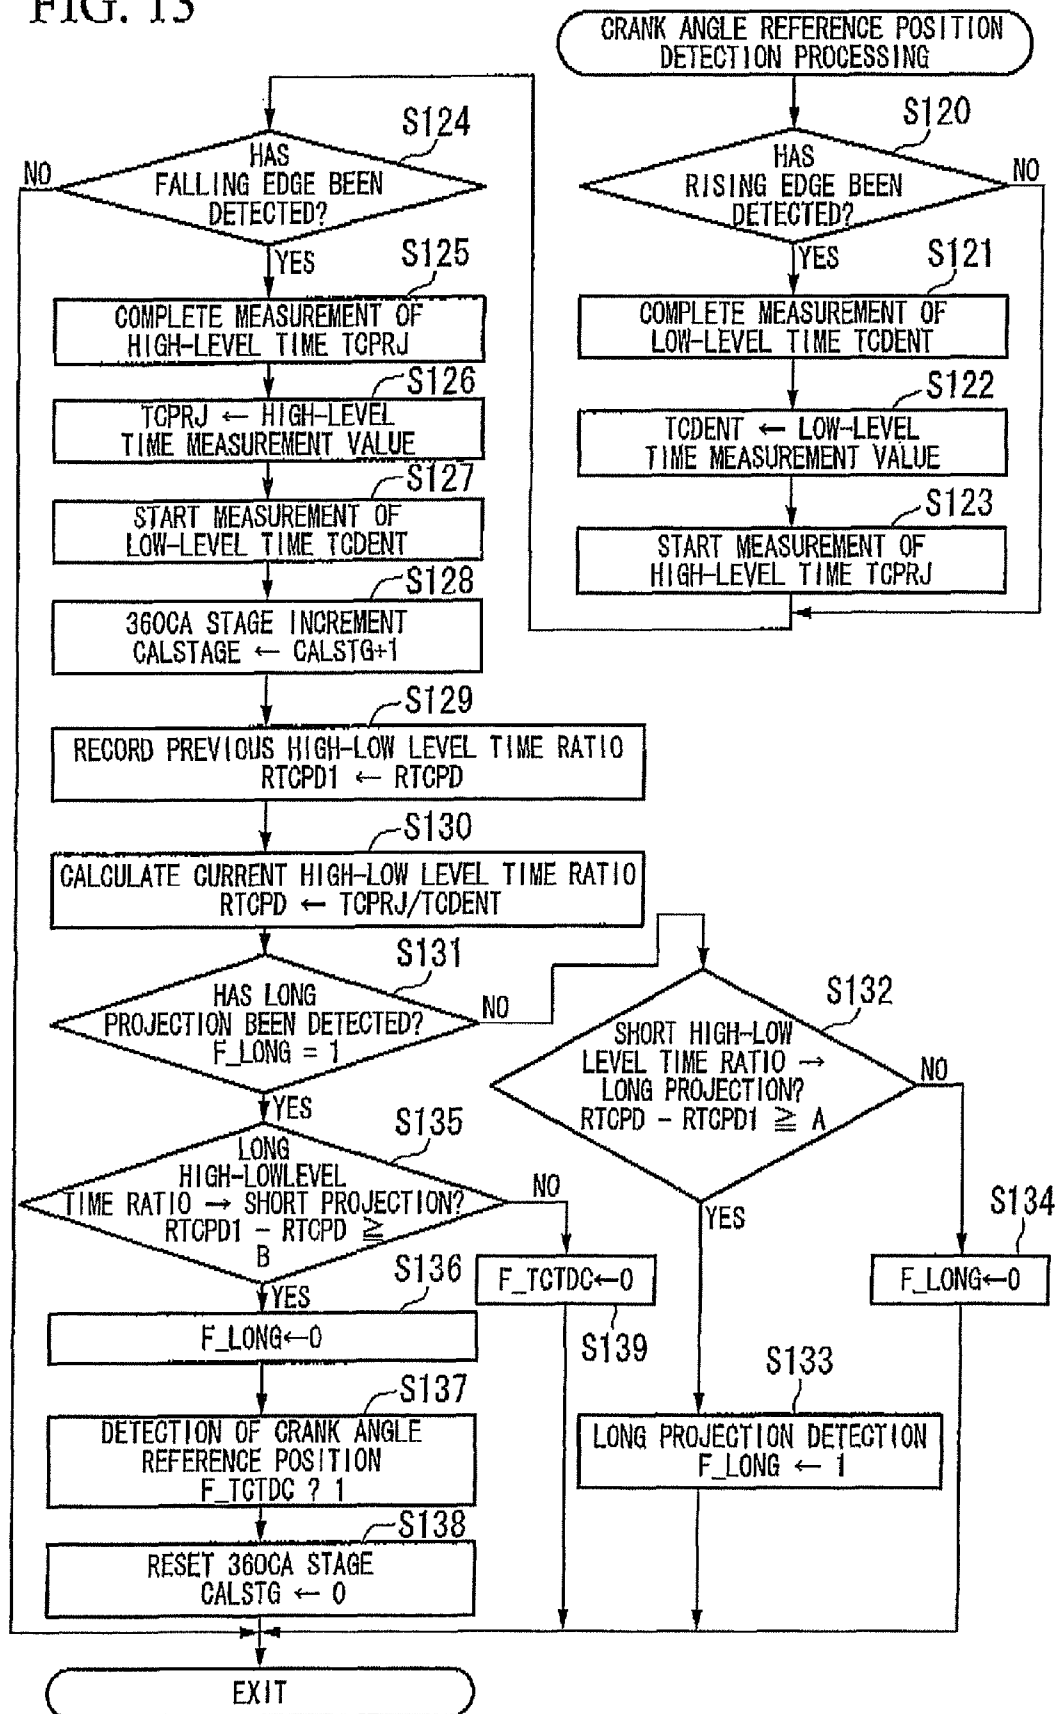 FIG. 13
CRANK ANGLE REFERENCE POSITION
DETECTION PROCESSING
S120
HAS
RISING EDGE BEEN
DETECTED?
NO
YES
S121
COMPLETE MEASUREMENT OF
LOW-LEVEL TIME TCDENT
S122
TCDENT ← LOW-LEVEL
TIME MEASUREMENT VALUE
S123
START MEASUREMENT OF
HIGH-LEVEL TIME TCPRJ
S124
HAS
FALLING EDGE BEEN
DETECTED?
NO
YES
S125
COMPLETE MEASUREMENT OF
HIGH-LEVEL TIME TCPRJ
S126
TCPRJ ← HIGH-LEVEL
TIME MEASUREMENT VALUE
S127
START MEASUREMENT OF
LOW-LEVEL TIME TCDENT
S128
360CA STAGE INCREMENT
CALSTAGE ← CALSTG+1
S129
RECORD PREVIOUS HIGH-LOW LEVEL TIME RATIO
RTCPD1 ← RTCPD
S130
CALCULATE CURRENT HIGH-LOW LEVEL TIME RATIO
RTCPD ← TCPRJ/TCDENT
S131
HAS LONG
PROJECTION BEEN DETECTED?
F_LONG = 1
NO
YES
S132
SHORT HIGH-LOW
LEVEL TIME RATIO →
LONG PROJECTION?
RTCPD - RTCPD1 ≧ A
NO
YES
S135
LONG
HIGH-LOWLEVEL
TIME RATIO → SHORT PROJECTION?
RTCPD1 - RTCPD ≧
B
NO
YES
S134
F_LONG←0
S136
F_LONG←0
F_TCTDC←0
S139
S133
LONG PROJECTION DETECTION
F_LONG ← 1
S137
DETECTION OF CRANK ANGLE
REFERENCE POSITION
F_TCTDC ? 1
S138
RESET 360CA STAGE
CALSTG ← 0
EXIT